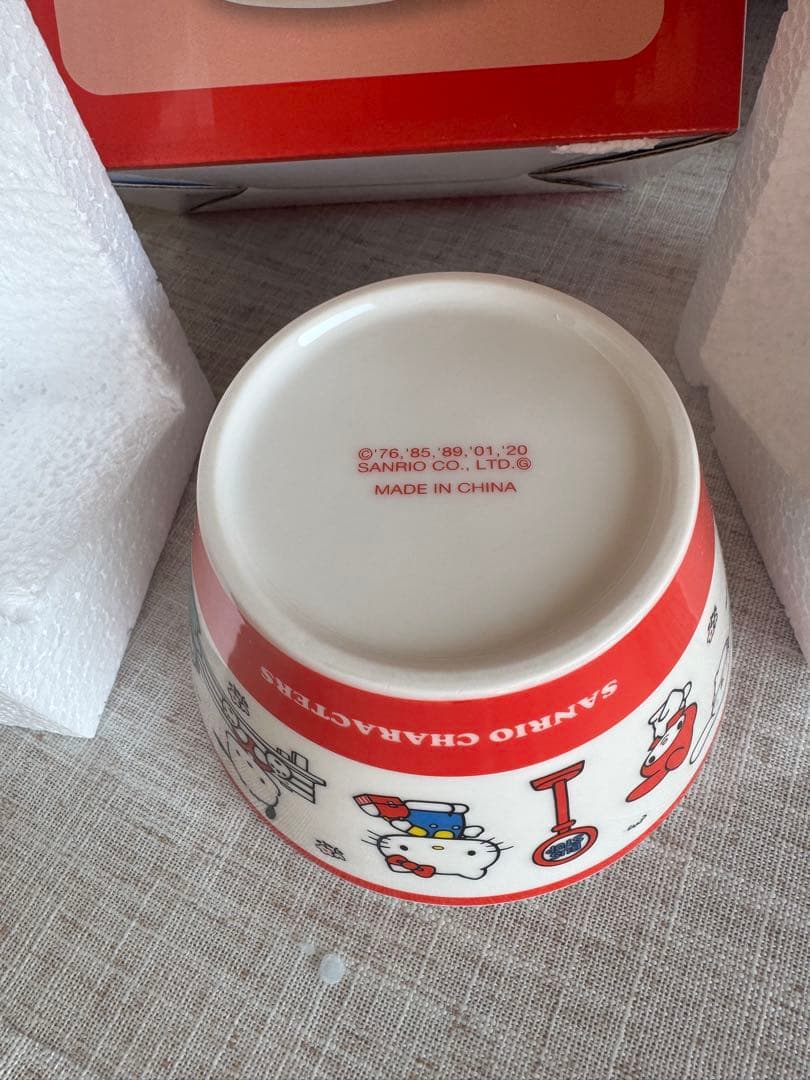 ©'76,'85,'89,'01,'20
SANRIO CO., LTD.Ⓖ
MADE IN CHINA
SANRIO CHARACTERS